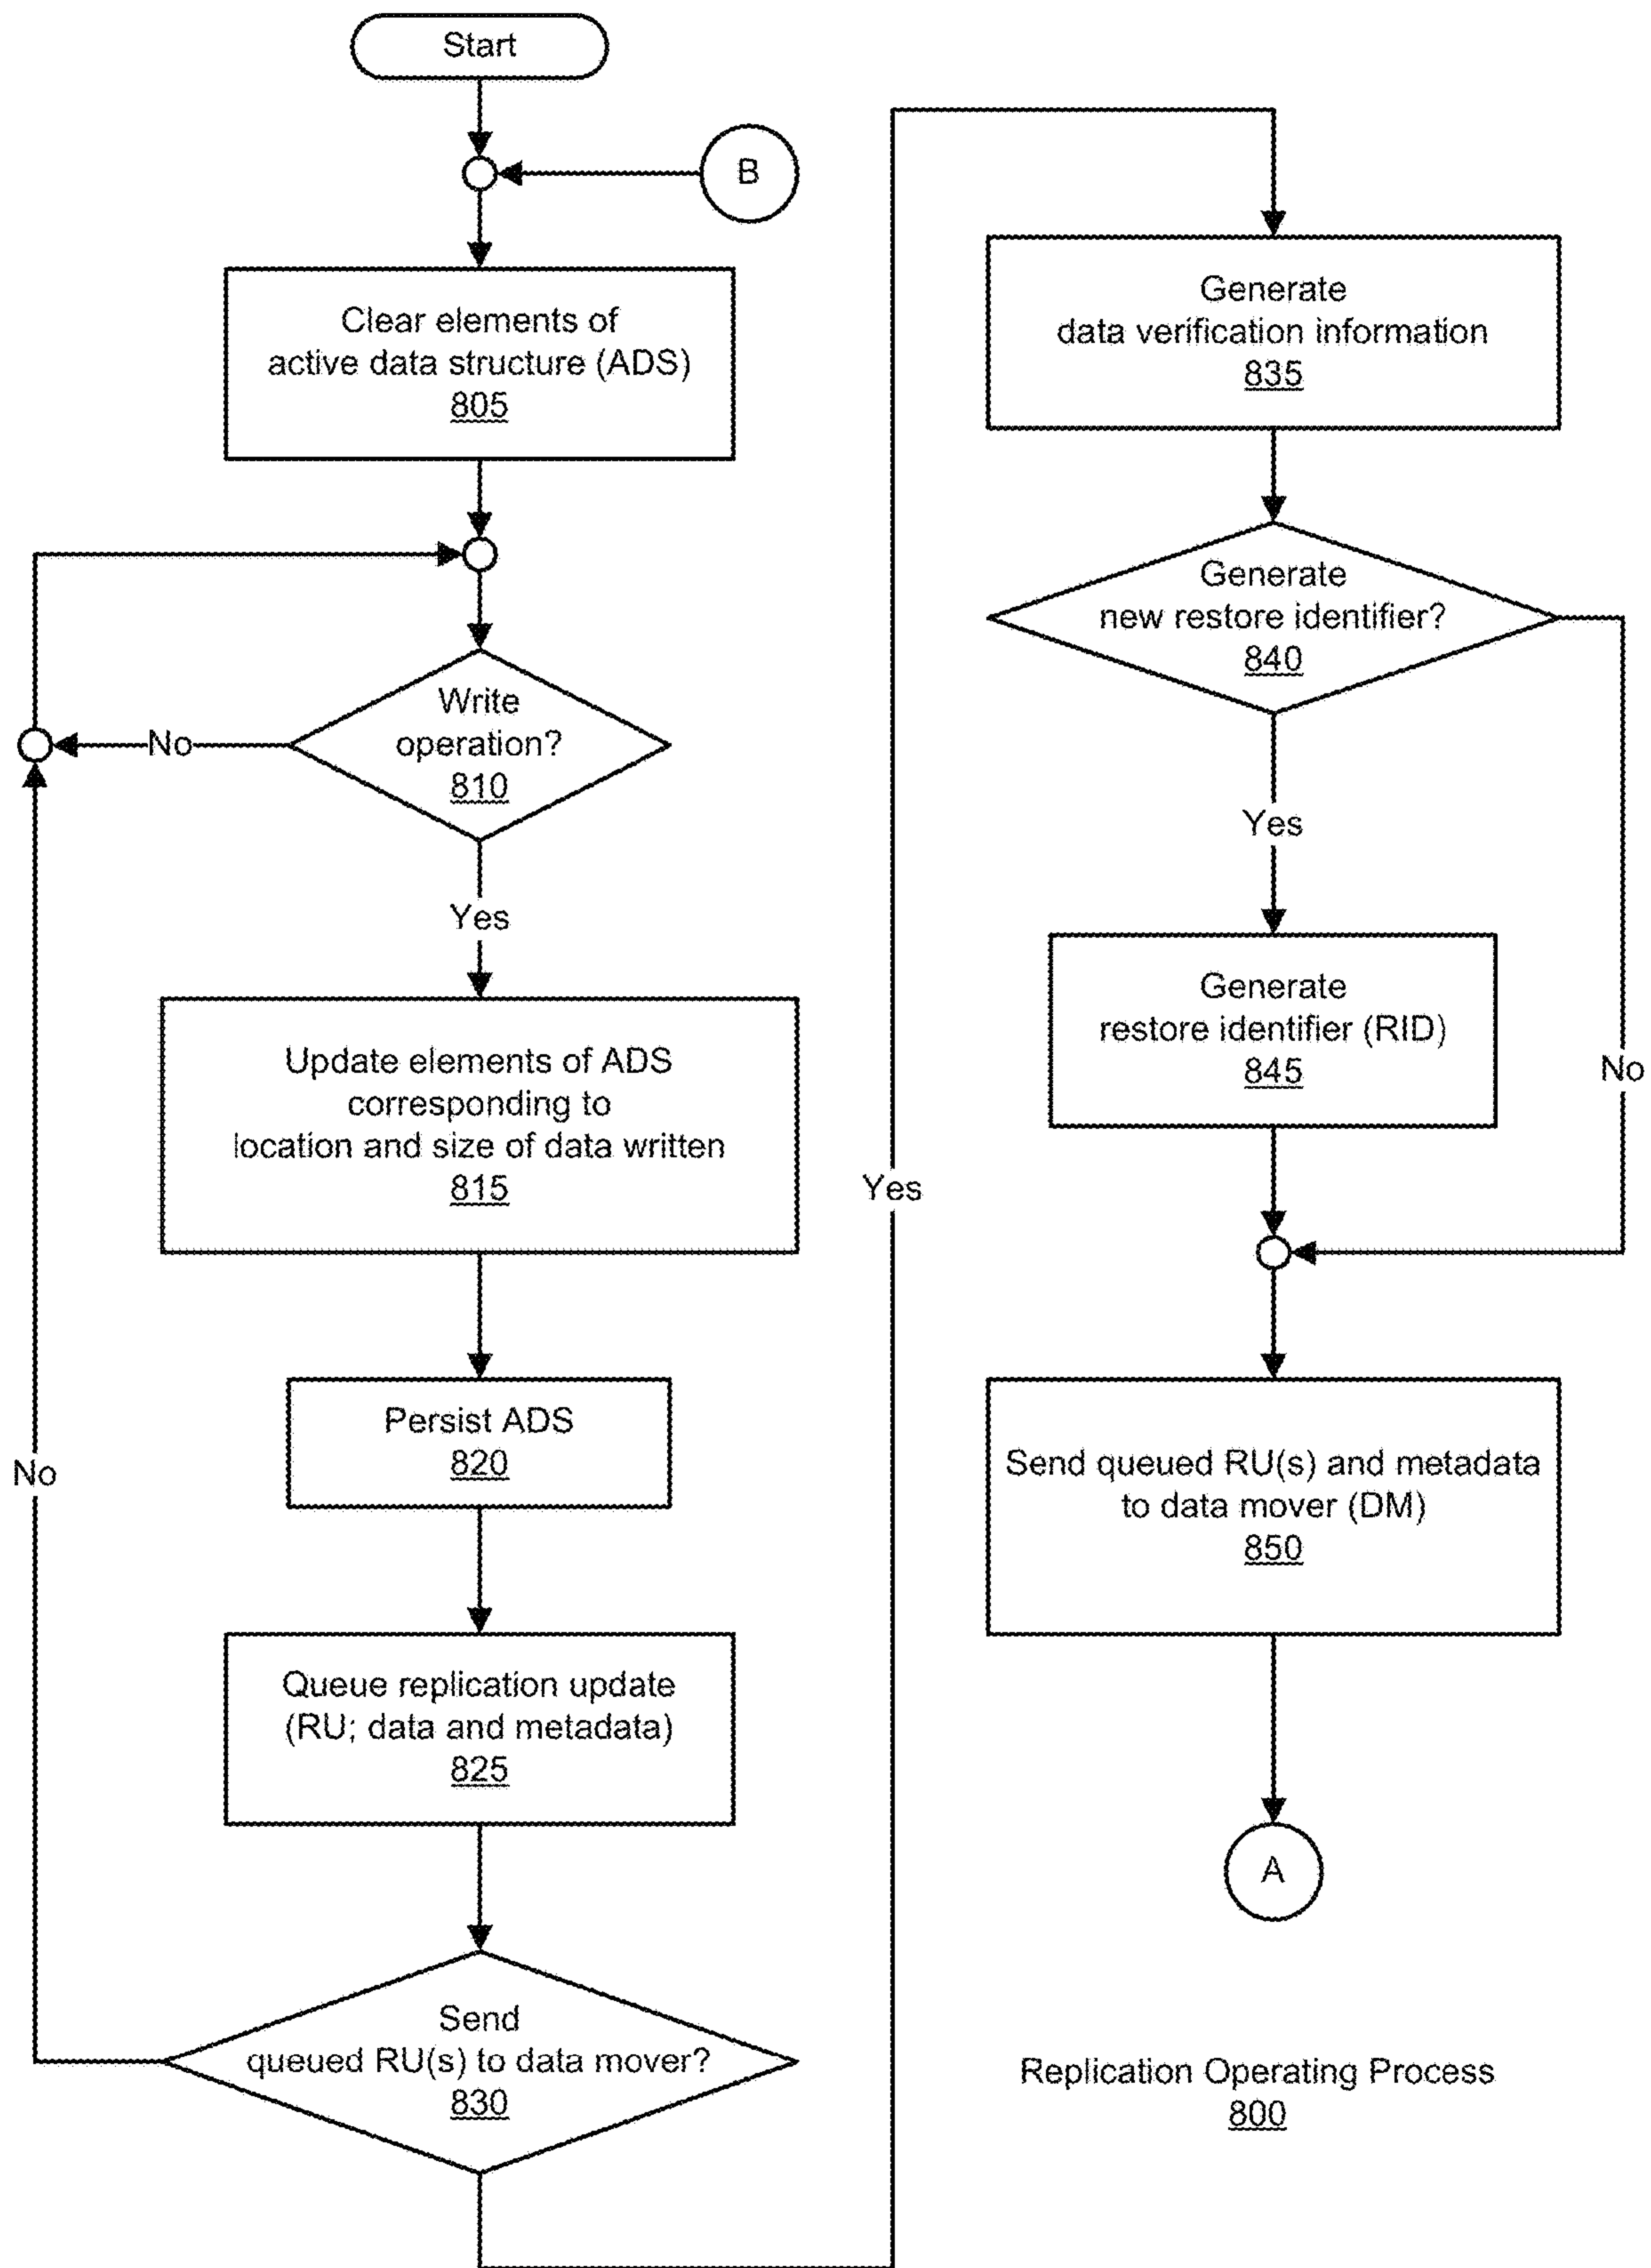 Start
B
Clear elements of
active data structure (ADS)
805
Write
operation?
810
No
Yes
Update elements of ADS
corresponding to
location and size of data written
815
Persist ADS
820
Queue replication update
(RU; data and metadata)
825
Send
queued RU(s) to data mover?
830
No
Yes
Generate
data verification information
835
Generate
new restore identifier?
840
Yes
No
Generate
restore identifier (RID)
845
Send queued RU(s) and metadata
to data mover (DM)
850
A
Replication Operating Process
800